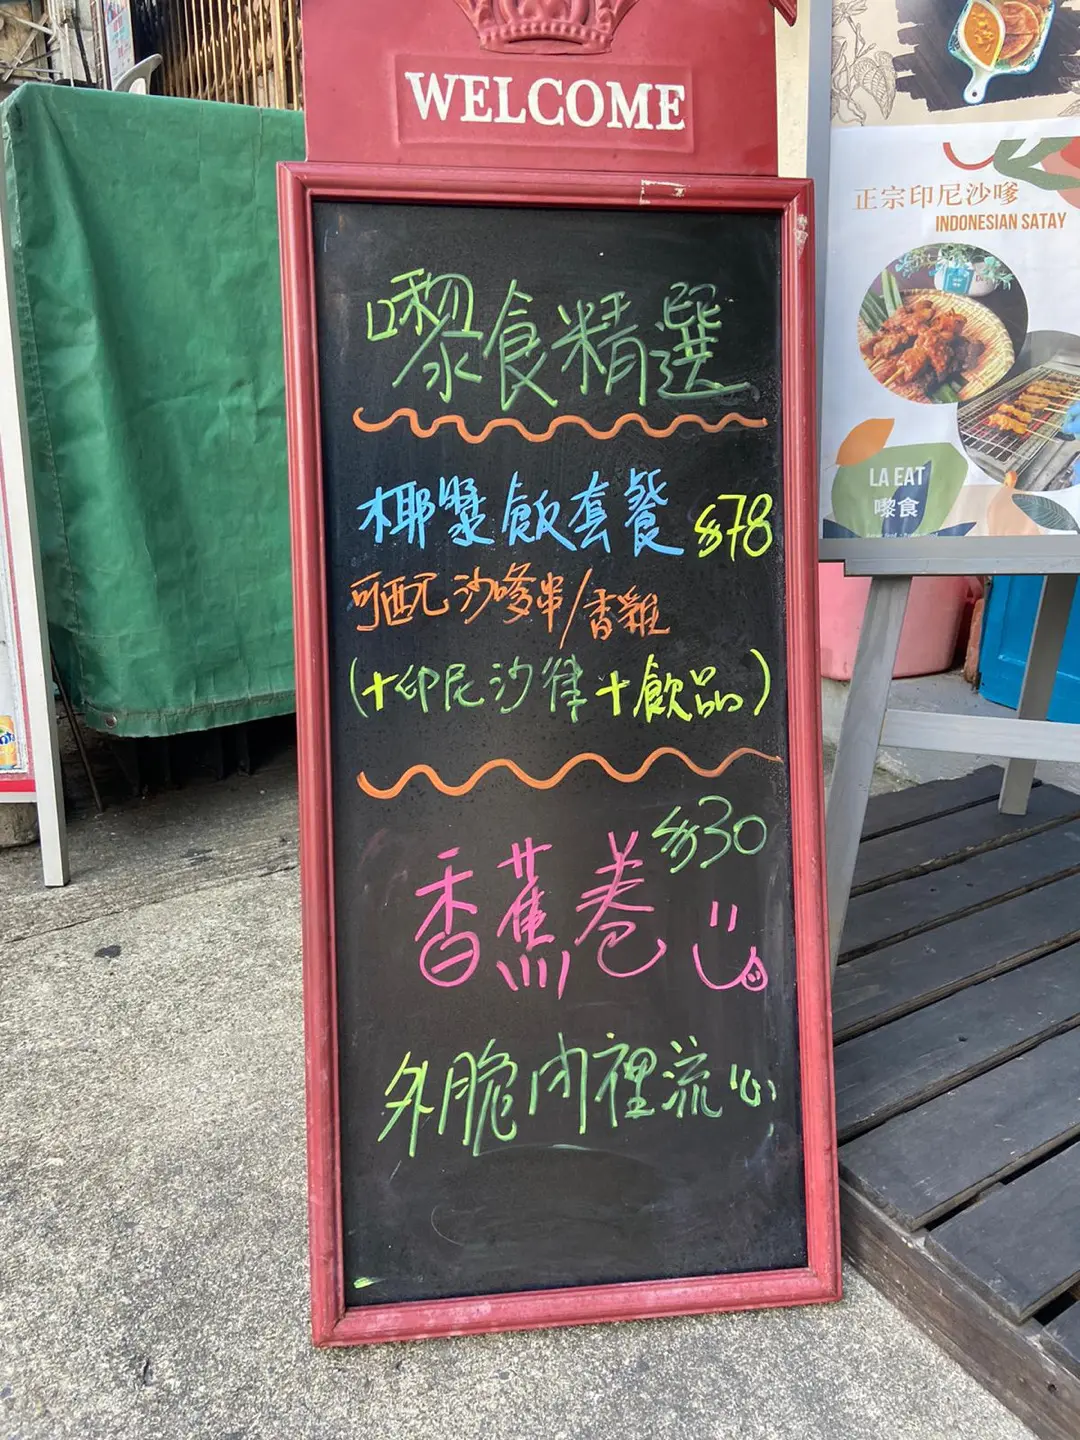 WELCOME
嚟食精選
椰漿飯套餐 $78
可配沙嗲串/香雞
(+印尼沙律+飲品)
$30
香蕉卷
外脆内裡流心
正宗印尼沙嗲
INDONESIAN SATAY
LA EAT
嚟食